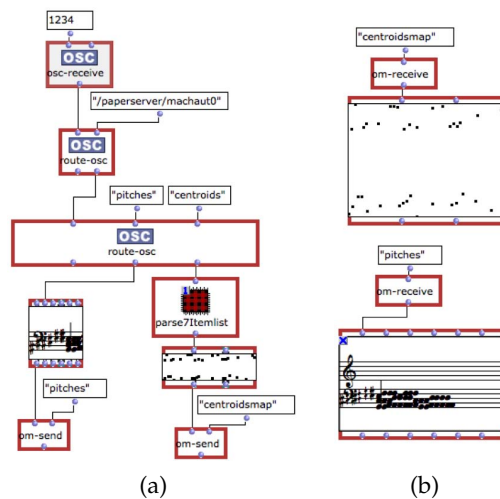 1234
OSC
osc-receive
"/paperserver/machaut0"
OSC
route-osc
"pitches"
"centroids"
OSC
route-osc
1
parse7Itemlist
"pitches"
om-send
"centroidsmap"
om-send
(a)
"centroidsmap"
om-receive
"pitches"
om-receive
x
(b)